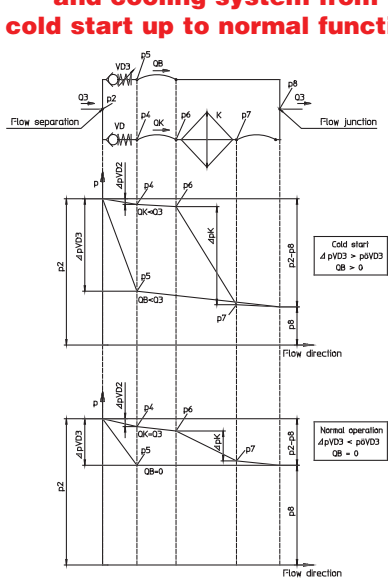 and cooling system from
cold start up to normal functi
p5
VD3
QB
p8
Q3
p2
Q3
Flow separation
Flow junction
VD
p4
QK
p6
K
p7
p
ΔpVD2
p4
p6
QK<Q3
ΔpVD3
ΔpK
p2
p5
QB<Q3
p7
p2-p8
p8
Cold start
ΔpVD3 > pöVD3
QB > 0
Flow direction
p
ΔpVD2
p4
p6
QK=Q3
ΔpVD3
ΔpK
p7
p5
QB=0
p2
p2-p8
p8
Normal operation
ΔpVD3 < pöVD3
QB = 0
Flow direction